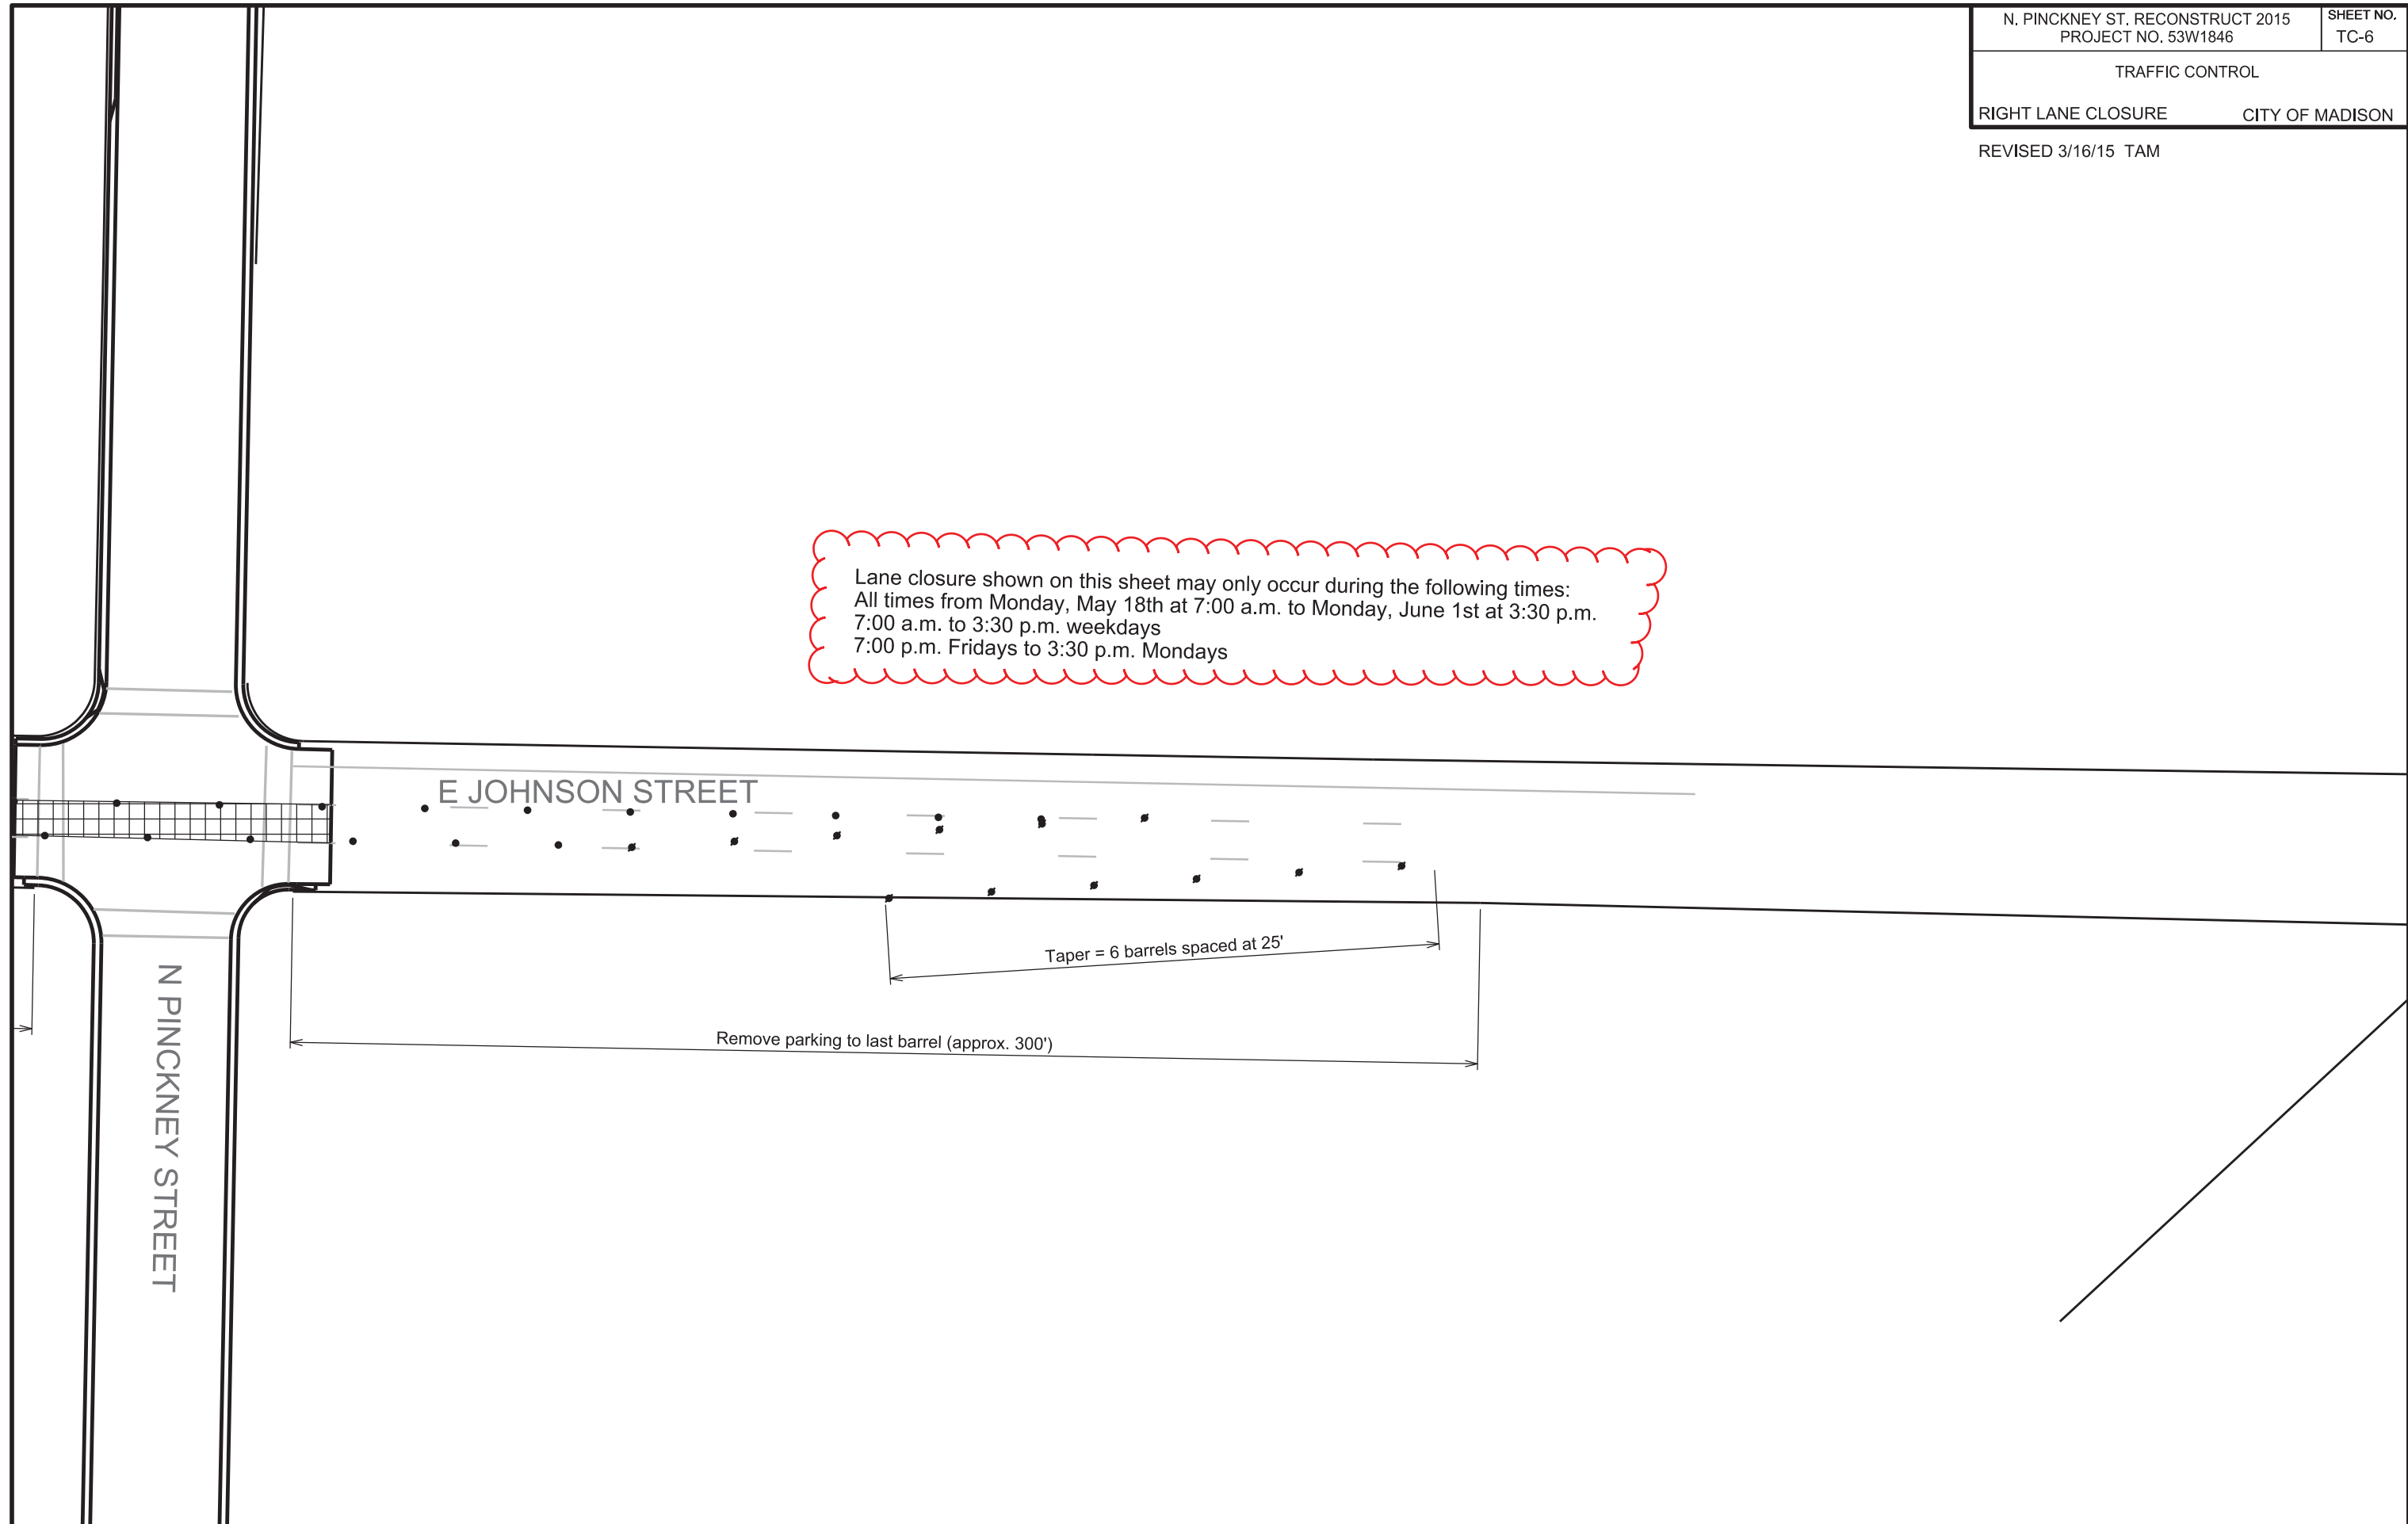 N. PINCKNEY ST. RECONSTRUCT 2015
PROJECT NO. 53W1846
SHEET NO.
TC-6
TRAFFIC CONTROL
RIGHT LANE CLOSURE
CITY OF MADISON
REVISED 3/16/15 TAM
Lane closure shown on this sheet may only occur during the following times:
All times from Monday, May 18th at 7:00 a.m. to Monday, June 1st at 3:30 p.m.
7:00 a.m. to 3:30 p.m. weekdays
7:00 p.m. Fridays to 3:30 p.m. Mondays
E JOHNSON STREET
Taper = 6 barrels spaced at 25'
Remove parking to last barrel (approx. 300')
N PINCKNEY STREET